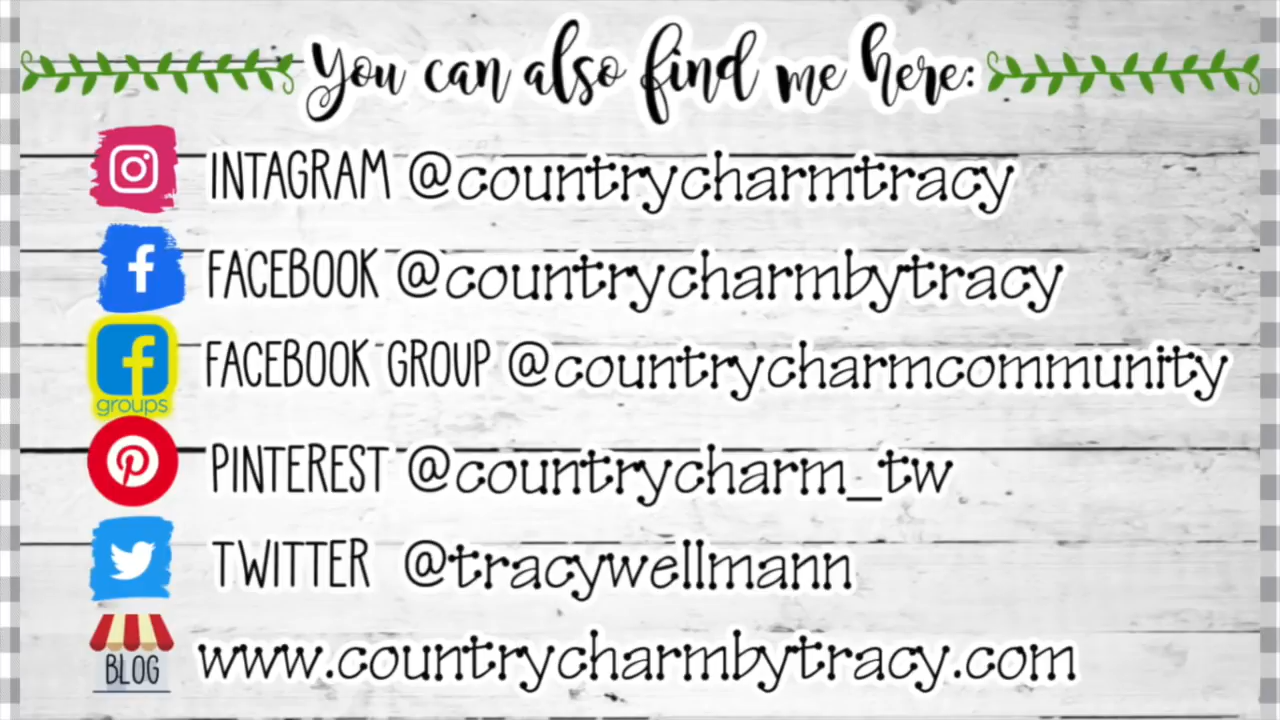 You can also find me here:
INTAGRAM @countrycharmtracy
FACEBOOK @countrycharmbytracy
groups
FACEBOOK GROUP @countrycharmcommunity
PINTEREST @countrycharm_tw
TWITTER @tracywellmann
BLOG www.countrycharmbytracy.com